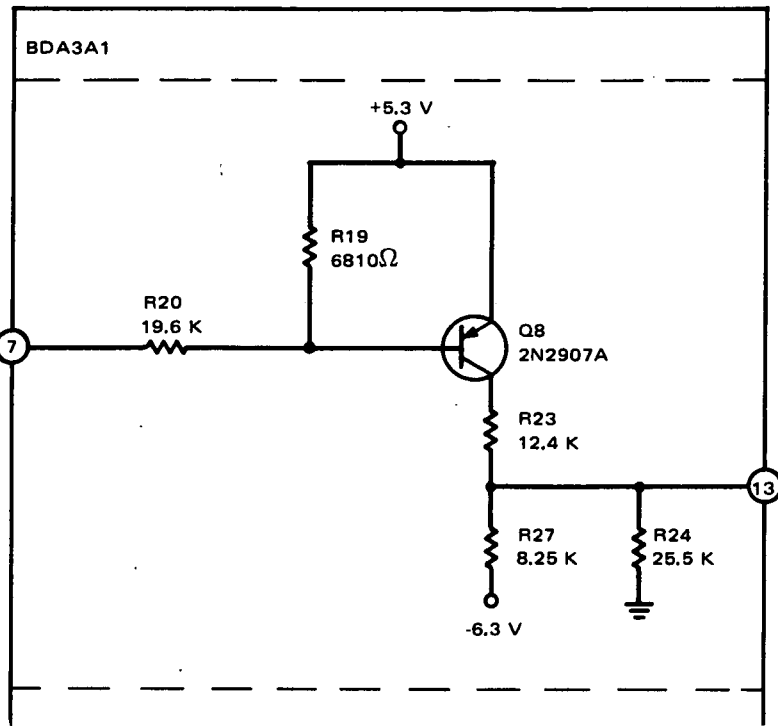 BDA3A1
+5.3 V
R19
6810Ω
R20
19.6 K
7
Q8
2N2907A
R23
12.4 K
13
R27
8.25 K
R24
25.5 K
-6.3 V